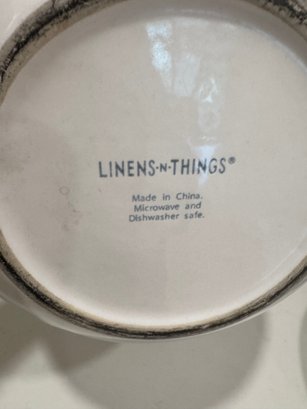 LINENS-N-THINGS®
Made in China.
Microwave and
Dishwasher safe.